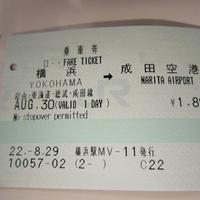 乗車券
FARE TICKET
横浜 → 成田空港
YOKOHAMA NARITA AIRPORT
経由:東海道・総武・成田線
AUG.30(VALID 1 DAY) ¥1.8
No stopover permitted
22.-8.29 横浜駅MV-11発行
10057-02 (2- ) C22